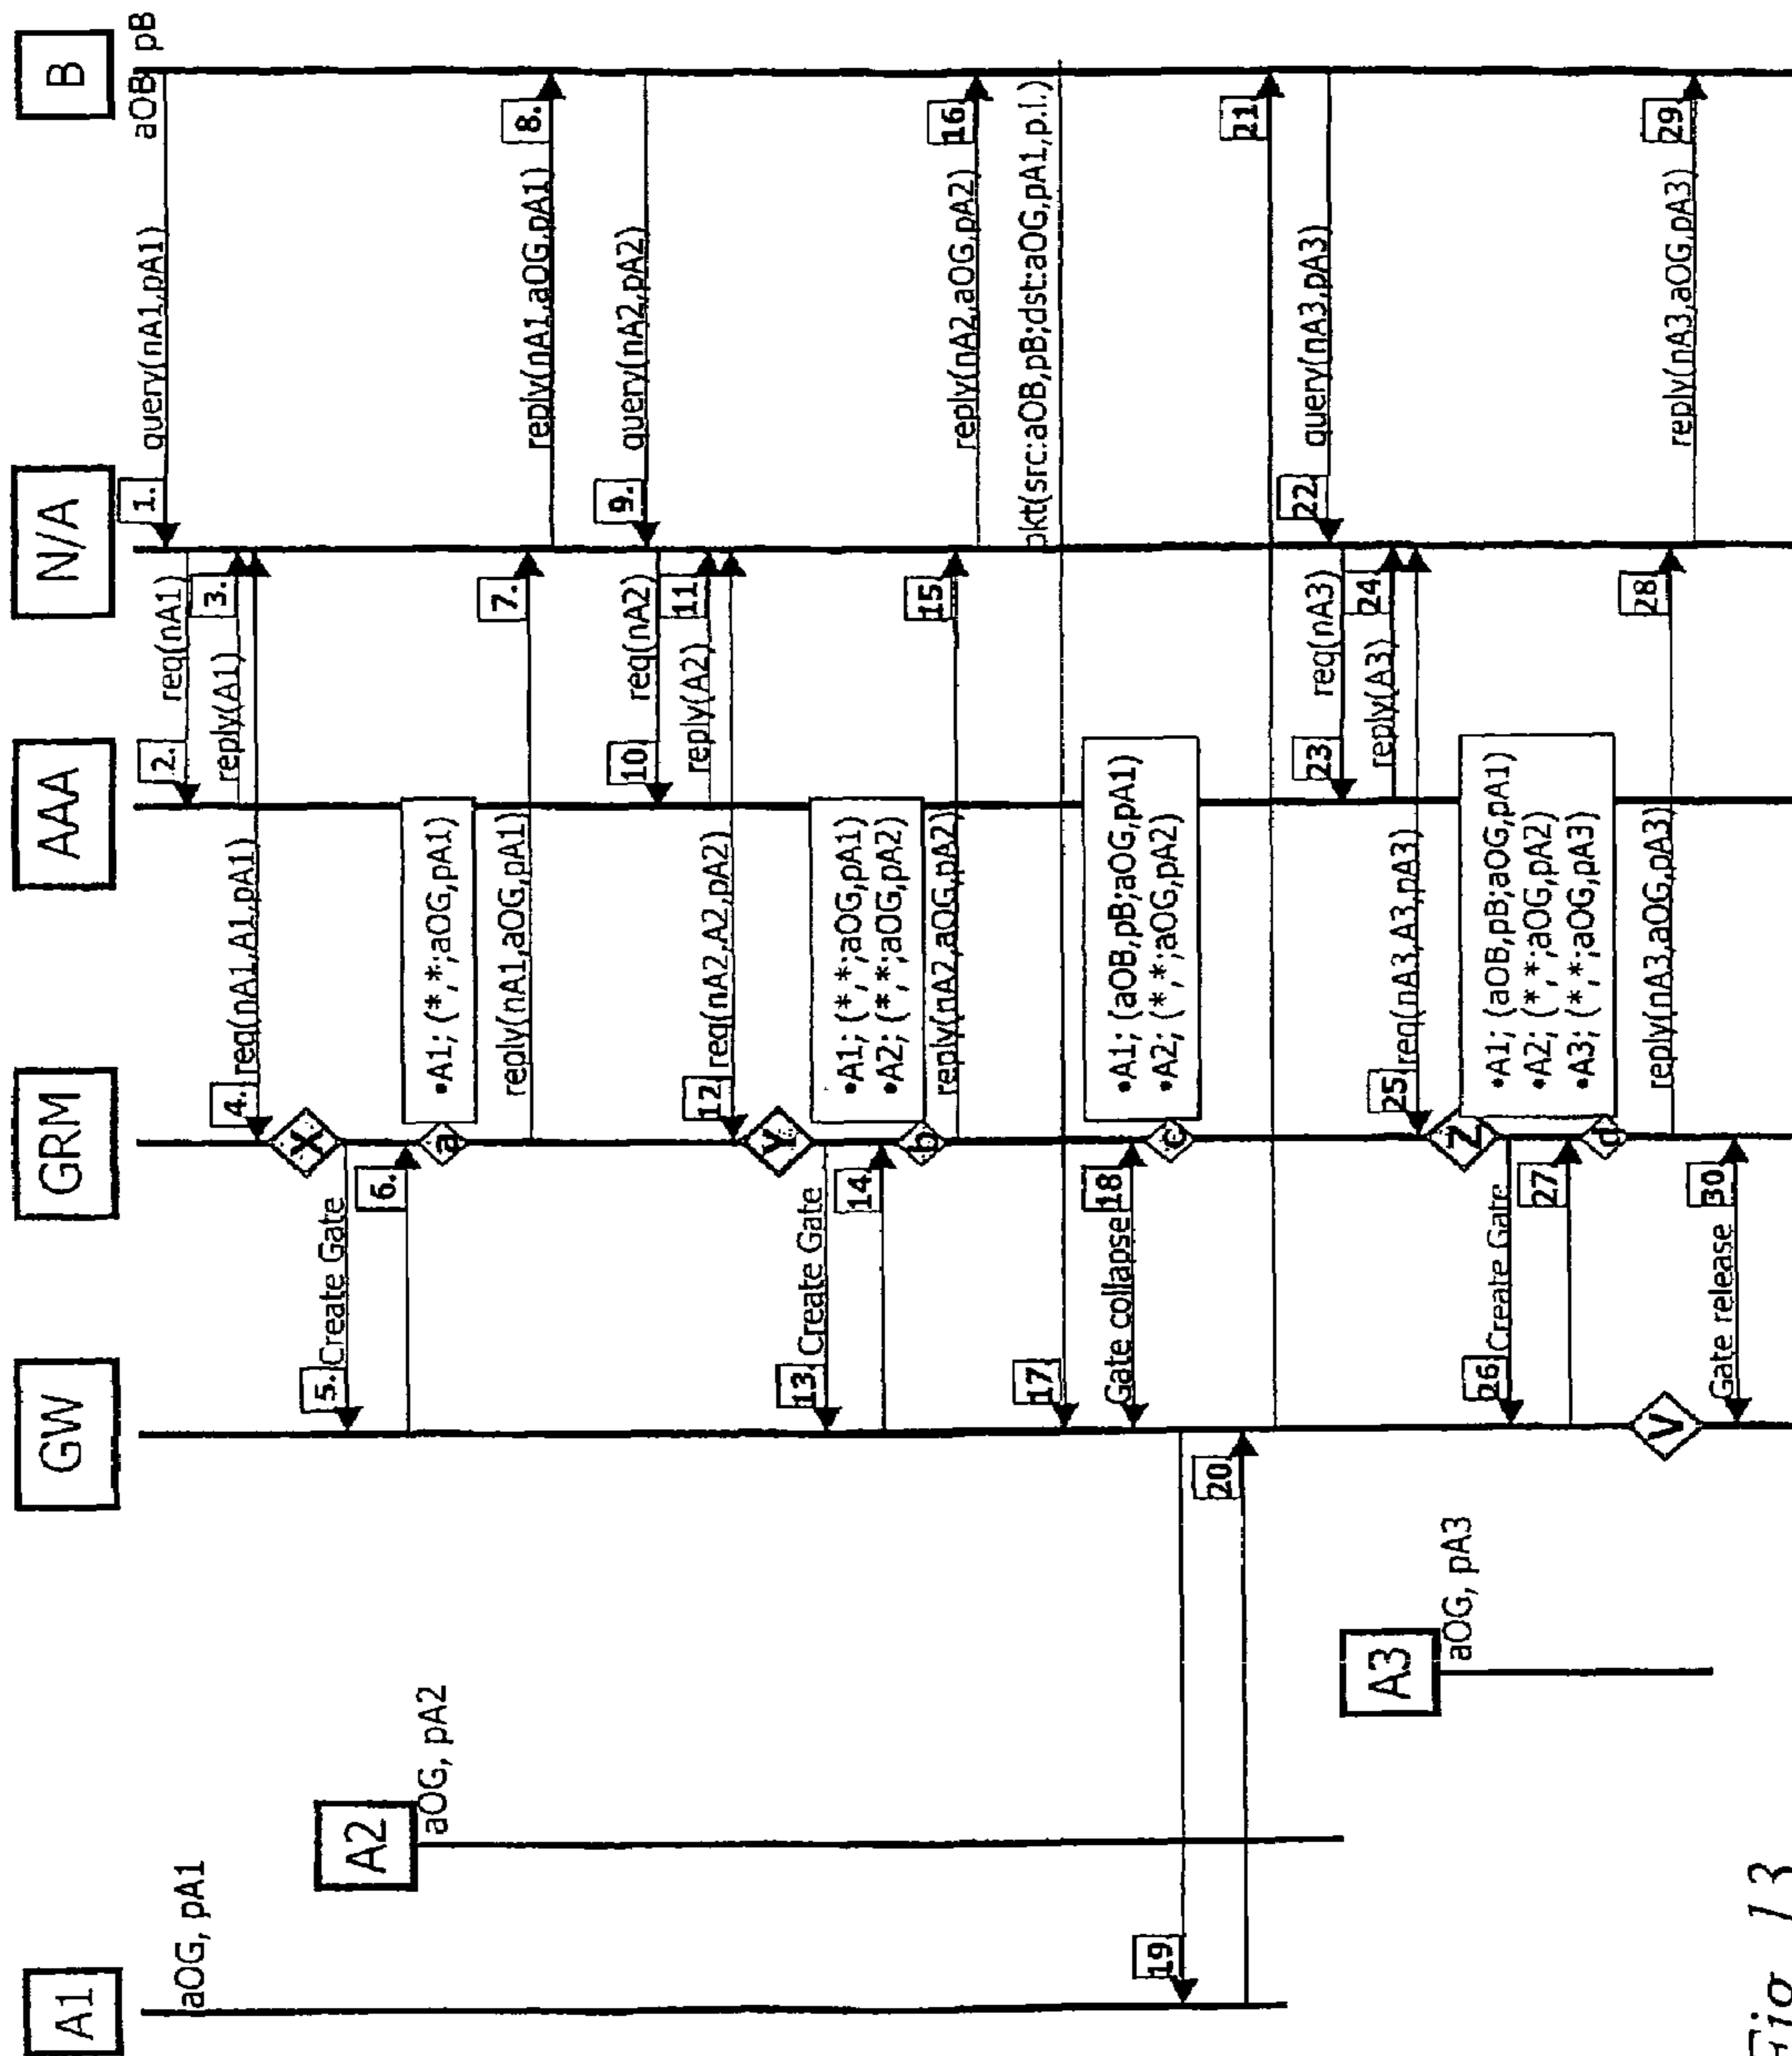 A1
A2
A3
GW
GRM
AAA
N/A
B
aOG, pA1
aOG, pA2
aOG, pA3
aOB pB
1.
query(nA1,pA1)
2.
req(nA1)
3.
reply(A1)
4.
req(nA1,A1,pA1)
X
5.
Create Gate
6.
a
•A1; (*,*;aOG,pA1)
7.
reply(nA1,aOG,pA1)
8.
reply(nA1,aOG,pA1)
9.
query(nA2,pA2)
10
req(nA2)
11
reply(A2)
12
req(nA2,A2,pA2)
Y
13.
Create Gate
14.
b
•A1; (*,*;aOG,pA1)
•A2; (*,*;aOG,pA2)
15
reply(nA2,aOG,pA2)
16
reply(nA2,aOG,pA2)
17
pkt(src:aOB,pB;dst:aOG,pA1,p.I.)
18
Gate collapse
c
•A1; (aOB,pB;aOG,pA1)
•A2; (*,*;aOG,pA2)
19
20
21
22
query(nA3,pA3)
23
req(nA3)
24
reply(A3)
25
req(nA3,A3,pA3)
Z
26
Create Gate
27
d
•A1; (aOB,pB;aOG,pA1)
•A2; (*,*;aOG,pA2)
•A3; (*,*;aOG,pA3)
28
reply(nA3,aOG,pA3)
29
reply(nA3,aOG,pA3)
V
30
Gate release
Fig. 13